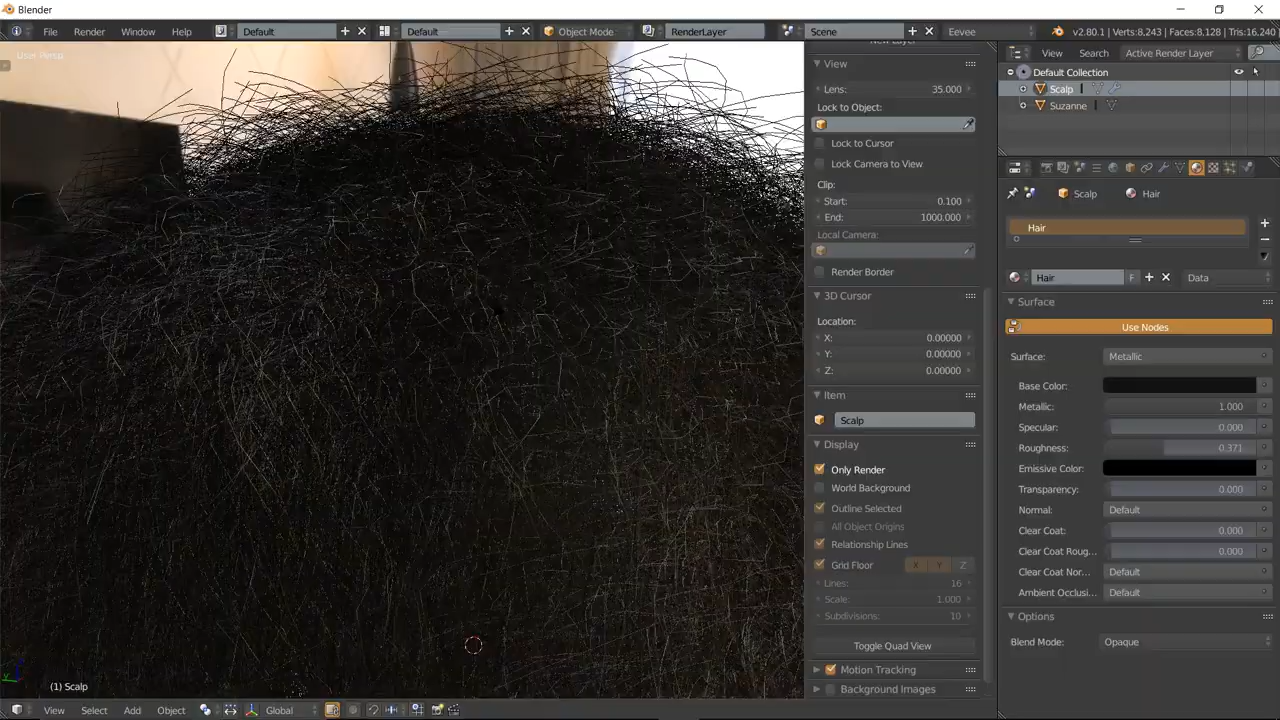 Blender
File Render Window Help Default Default Object Mode RenderLayer Scene Eevee v2.80.1 | Verts:8.243 | Faces:8.128 | Tris:16.240
User Persp
New Layer
View
Lens: 35.000
Lock to Object:
Lock to Cursor
Lock Camera to View
Clip:
Start: 0.100
End: 1000.000
Local Camera:
Render Border
3D Cursor
Location:
X: 0.00000
Y: 0.00000
Z: 0.00000
Item
Scalp
Display
Only Render
World Background
Outline Selected
All Object Origins
Relationship Lines
Grid Floor X Y Z
Lines: 16
Scale: 1.000
Subdivisions: 10
Toggle Quad View
Motion Tracking
Background Images
View Search Active Render Layer
Default Collection
Scalp
Suzanne
Scalp Hair
Hair
Hair F Data
Surface
Use Nodes
Surface: Metallic
Base Color:
Metallic: 1.000
Specular: 0.000
Roughness: 0.371
Emissive Color:
Transparency: 0.000
Normal: Default
Clear Coat: 0.000
Clear Coat Roug... 0.000
Clear Coat Nor... Default
Ambient Occlusi... Default
Options
Blend Mode: Opaque
y
(1) Scalp
View Select Add Object Global